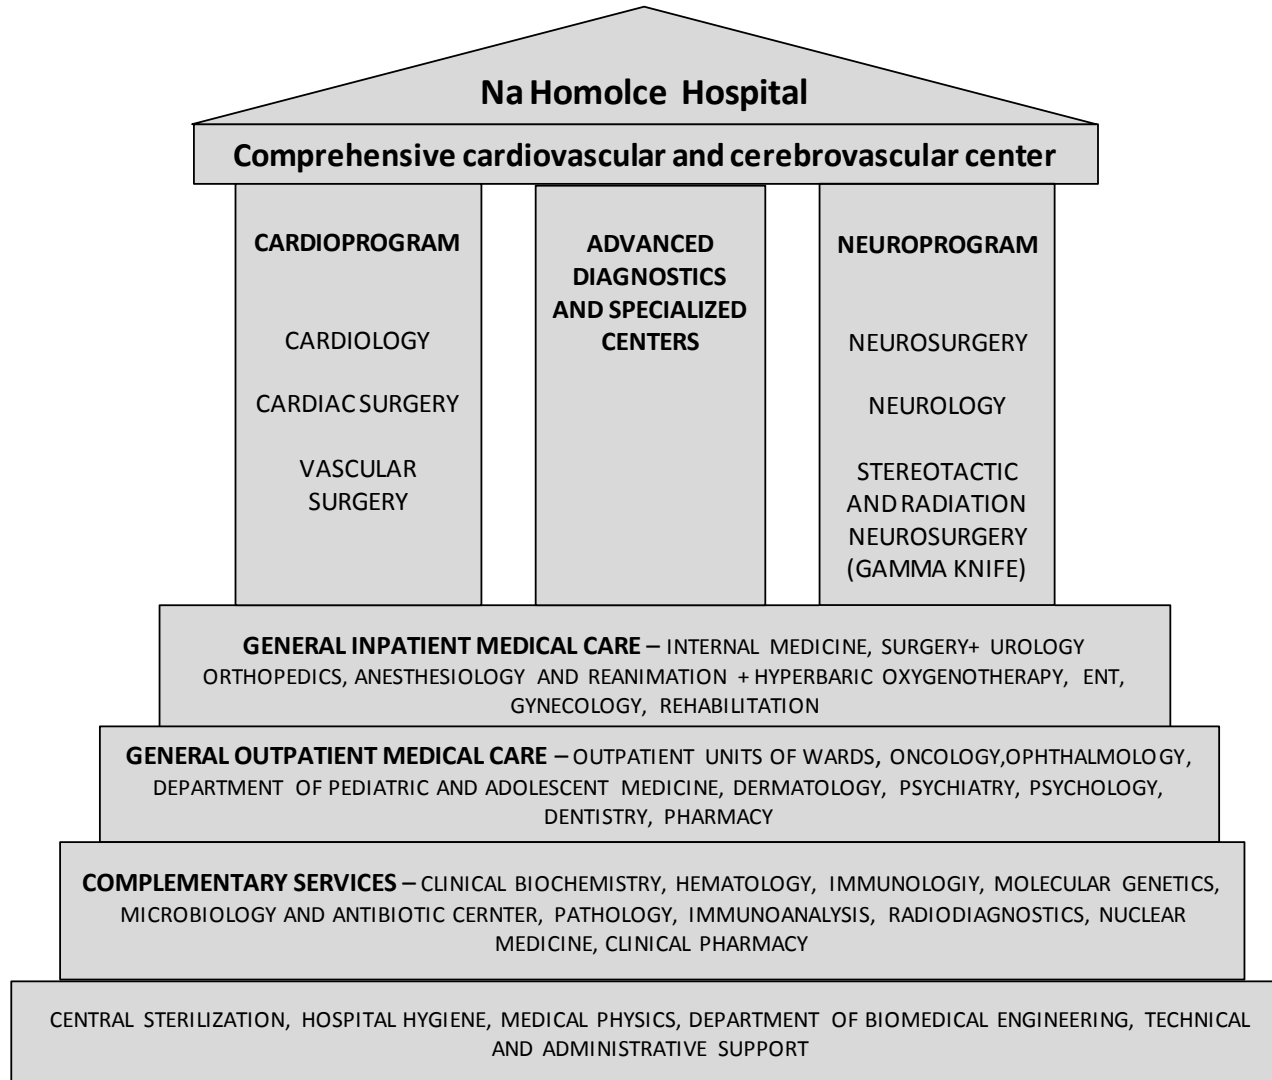 Na Homolce Hospital
Comprehensive cardiovascular and cerebrovascular center
CARDIOPROGRAM
CARDIOLOGY
CARDIAC SURGERY
VASCULAR
SURGERY
ADVANCED
DIAGNOSTICS
AND SPECIALIZED
CENTERS
NEUROPROGRAM
NEUROSURGERY
NEUROLOGY
STEREOTACTIC
AND RADIATION
NEUROSURGERY
(GAMMA KNIFE)
GENERAL INPATIENT MEDICAL CARE – INTERNAL MEDICINE, SURGERY+ UROLOGY
ORTHOPEDICS, ANESTHESIOLOGY AND REANIMATION + HYPERBARIC OXYGENOTHERAPY, ENT,
GYNECOLOGY, REHABILITATION
GENERAL OUTPATIENT MEDICAL CARE – OUTPATIENT UNITS OF WARDS, ONCOLOGY,OPHTHALMOLOGY,
DEPARTMENT OF PEDIATRIC AND ADOLESCENT MEDICINE, DERMATOLOGY, PSYCHIATRY, PSYCHOLOGY,
DENTISTRY, PHARMACY
COMPLEMENTARY SERVICES – CLINICAL BIOCHEMISTRY, HEMATOLOGY, IMMUNOLOGIY, MOLECULAR GENETICS,
MICROBIOLOGY AND ANTIBIOTIC CERNTER, PATHOLOGY, IMMUNOANALYSIS, RADIODIAGNOSTICS, NUCLEAR
MEDICINE, CLINICAL PHARMACY
CENTRAL STERILIZATION, HOSPITAL HYGIENE, MEDICAL PHYSICS, DEPARTMENT OF BIOMEDICAL ENGINEERING, TECHNICAL
AND ADMINISTRATIVE SUPPORT